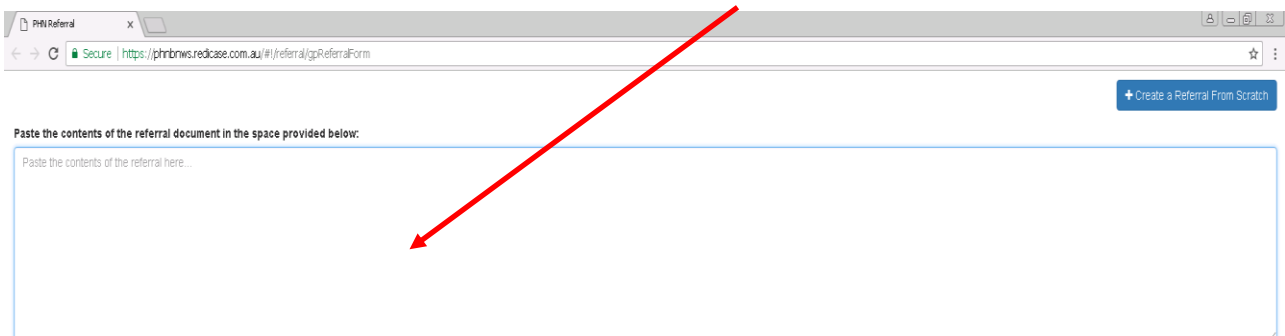 PHN Referral
Secure | https://phnbnws.redicase.com.au/#!/referral/gpReferralForm
+ Create a Referral From Scratch
Paste the contents of the referral document in the space provided below:
Paste the contents of the referral here...